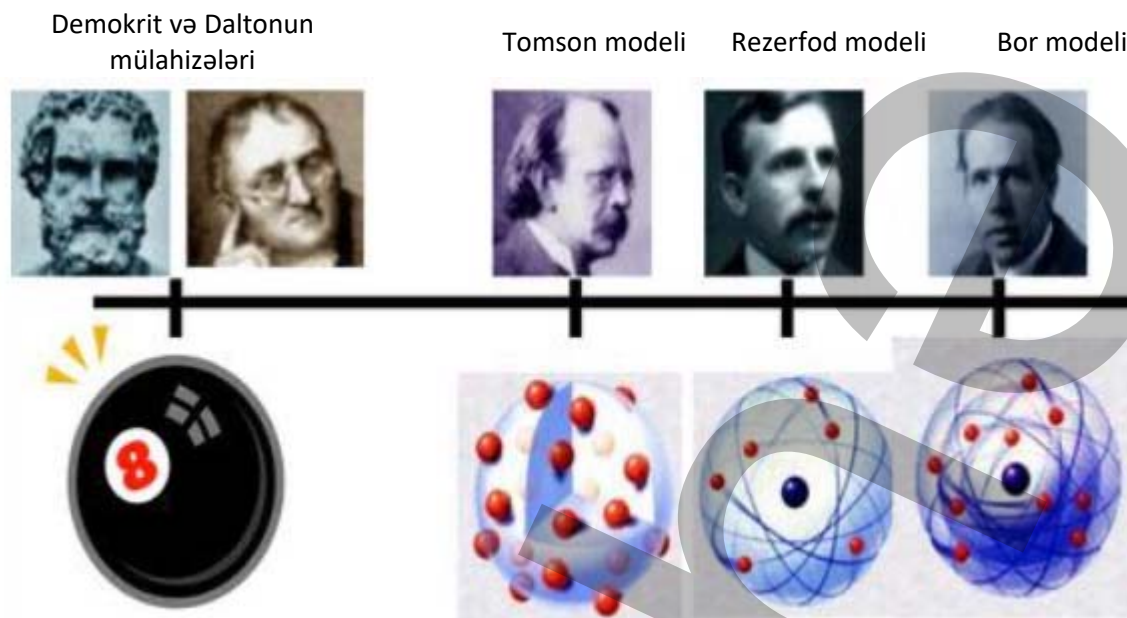 Demokrit və Daltonun
mülahizələri
Tomson modeli
Rezerfod modeli
Bor modeli
8